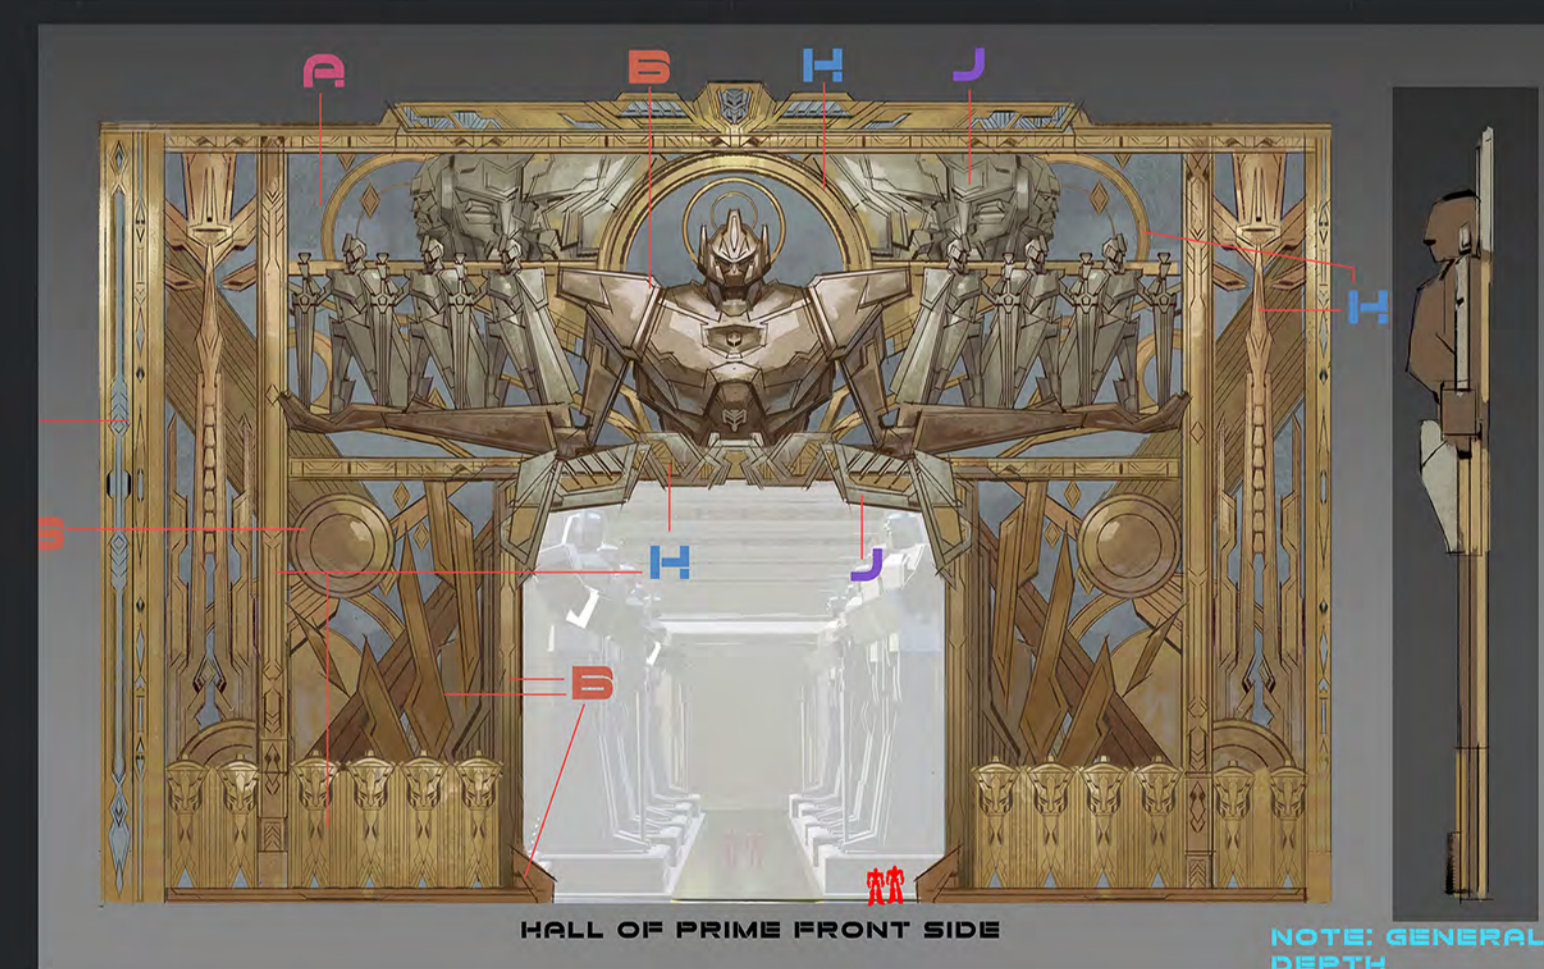 A
B
H
J
H
B
H
J
B
HALL OF PRIME FRONT SIDE
NOTE: GENERAL
DEPTH